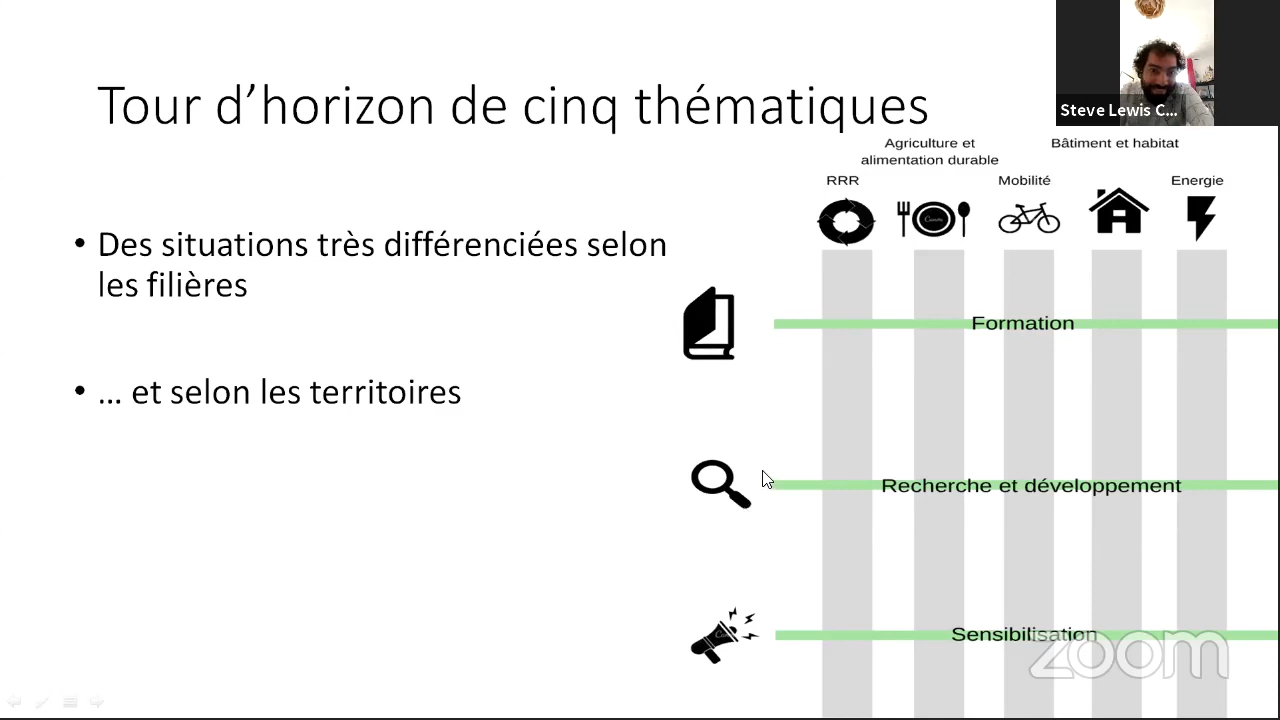 Tour d’horizon de cinq thématiques
Steve Lewis C...
• Des situations très différenciées selon
les filières
• … et selon les territoires
Agriculture et
alimentation durable
Bâtiment et habitat
RRR
Mobilité
Energie
Formation
Recherche et développement
Sensibilisation
zoom